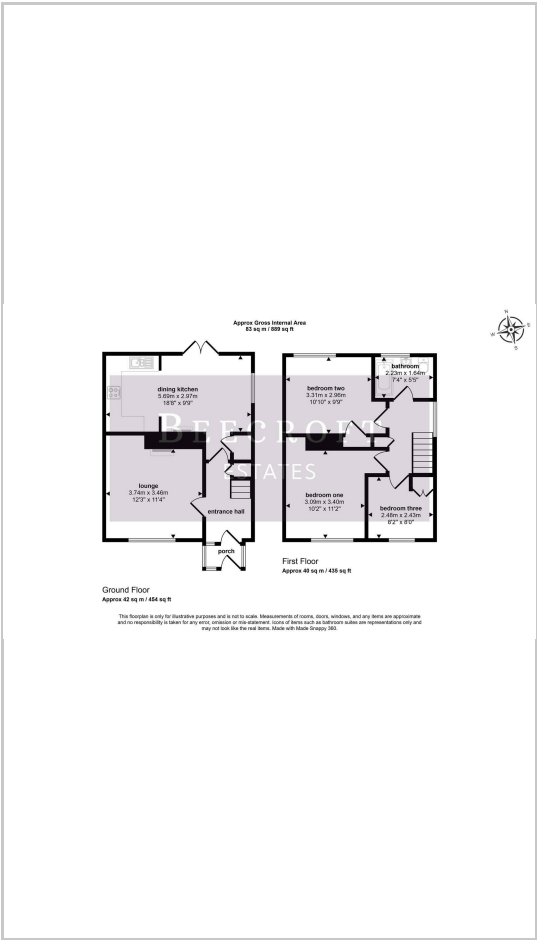 Approx Gross Internal Area
83 sq m / 889 sq ft
N
E
S
W
dining kitchen
5.69m x 2.97m
18'8" x 9'9"
lounge
3.74m x 3.46m
12'3" x 11'4"
entrance hall
porch
bathroom
2.23m x 1.64m
7'4" x 5'5"
bedroom two
3.31m x 2.96m
10'10" x 9'9"
bedroom one
3.09m x 3.40m
10'2" x 11'2"
bedroom three
2.48m x 2.43m
8'2" x 8'0"
BEECROFT
ESTATES
Ground Floor
Approx 42 sq m / 454 sq ft
First Floor
Approx 40 sq m / 435 sq ft
This floorplan is only for illustrative purposes and is not to scale. Measurements of rooms, doors, windows, and any items are approximate
and no responsibility is taken for any error, omission or mis-statement. Icons of items such as bathroom suites are representations only and
may not look like the real items. Made with Made Snappy 360.